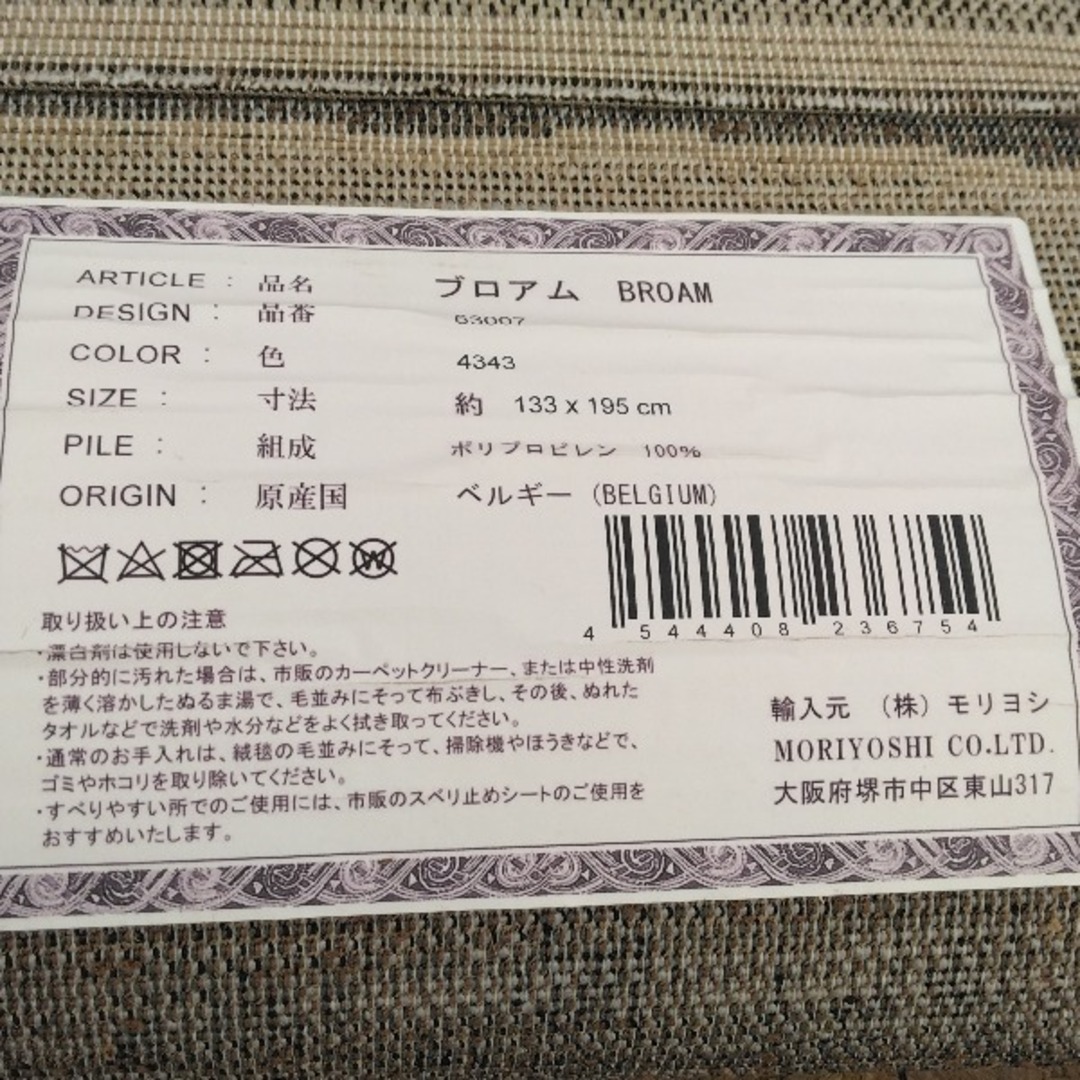 ARTICLE : 品名 ブロアム BROAM
DESIGN : 品番 63007
COLOR : 色 4343
SIZE : 寸法 約 133 x 195 cm
PILE : 組成 ポリプロピレン 100%
ORIGIN : 原産国 ベルギー (BELGIUM)
4 544408 236754
取り扱い上の注意
・漂白剤は使用しないで下さい。
・部分的に汚れた場合は、市販のカーペットクリーナー、または中性洗剤
を薄く溶かしたぬるま湯で、毛並みにそって布ぶきし、その後、ぬれた
タオルなどで洗剤や水分などをよく拭き取ってください。
・通常のお手入れは、絨毯の毛並みにそって、掃除機やほうきなどで、
ゴミやホコリを取り除いてください。
・すべりやすい所でのご使用には、市販のスベリ止めシートのご使用を
おすすめいたします。
輸入元 （株）モリヨシ
MORIYOSHI CO.LTD.
大阪府堺市中区東山317